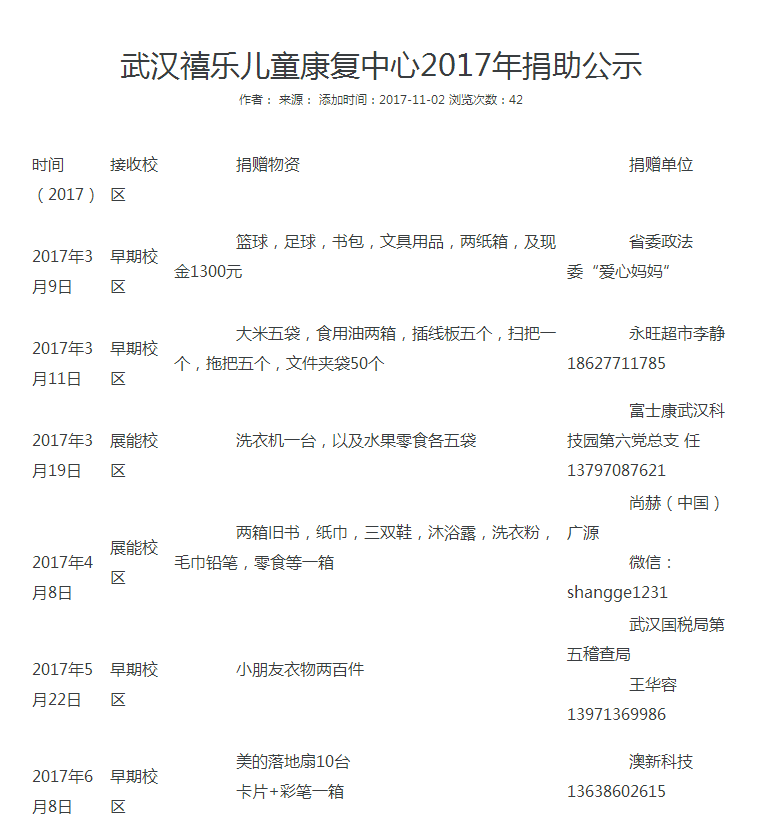 武汉禧乐儿童康复中心2017年捐助公示
作者： 来源： 添加时间：2017-11-02 浏览次数：42
时间
（2017）
接收校
区
捐赠物资
捐赠单位
2017年3
月9日
早期校
区
篮球，足球，书包，文具用品，两纸箱，及现
金1300元
省委政法
委“爱心妈妈”
2017年3
月11日
早期校
区
大米五袋，食用油两箱，插线板五个，扫把一
个，拖把五个，文件夹袋50个
永旺超市李静
18627711785
2017年3
月19日
展能校
区
洗衣机一台，以及水果零食各五袋
富士康武汉科
技园第六党总支 任
13797087621
2017年4
月8日
展能校
区
两箱旧书，纸巾，三双鞋，沐浴露，洗衣粉，
毛巾铅笔，零食等一箱
尚赫（中国）
广源
微信：
shangge1231
2017年5
月22日
早期校
区
小朋友衣物两百件
武汉国税局第
五稽查局
王华容
13971369986
2017年6
月8日
早期校
区
美的落地扇10台
卡片+彩笔一箱
澳新科技
13638602615